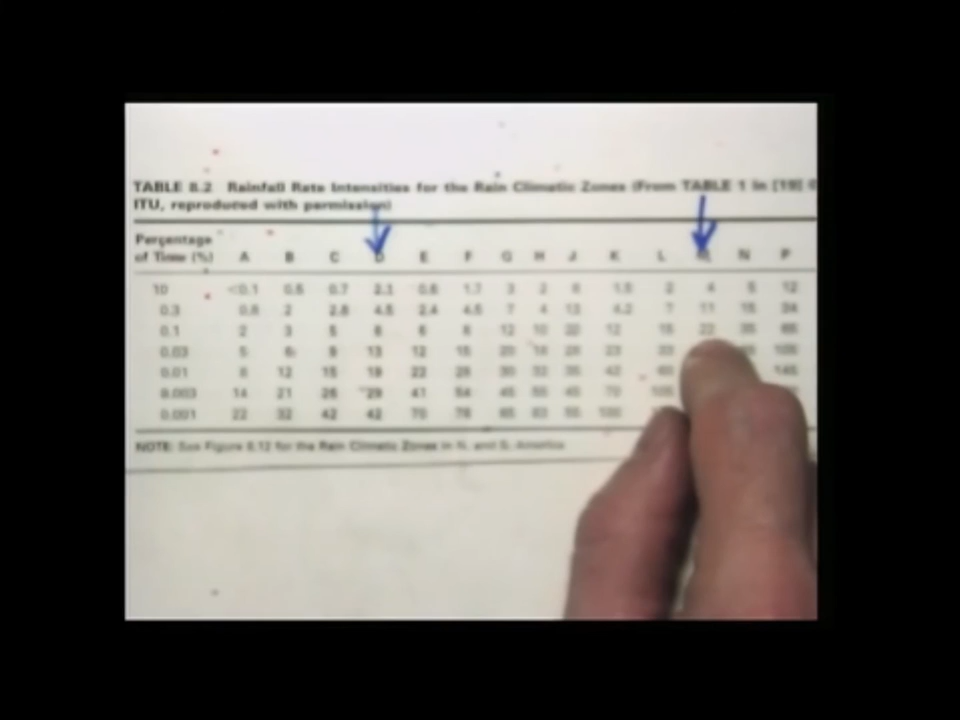 TABLE 8.2 Rainfall Rate Intensities for the Rain Climatic Zones (From TABLE 1 in [19]
ITU, reproduced with permission)
Percentage
of Time (%) A B C D E F G H J K L M N P
10 <0.1 0.5 0.7 2.1 0.6 1.7 3 2 8 1.5 2 4 5 12
0.3 0.8 2 2.8 4.5 2.4 4.5 7 4 13 4.2 7 11 15 34
0.1 2 3 5 8 6 8 12 10 20 12 15 22 35 65
0.03 5 6 9 13 12 15 20 18 28 23 33 105
0.01 8 12 15 19 22 28 30 32 35 42 60 145
0.003 14 21 26 29 41 54 45 55 45 70 105
0.001 22 32 42 42 70 78 65 83 55 100
NOTE: See Figure 8.12 for the Rain Climatic Zones in N. and S. America